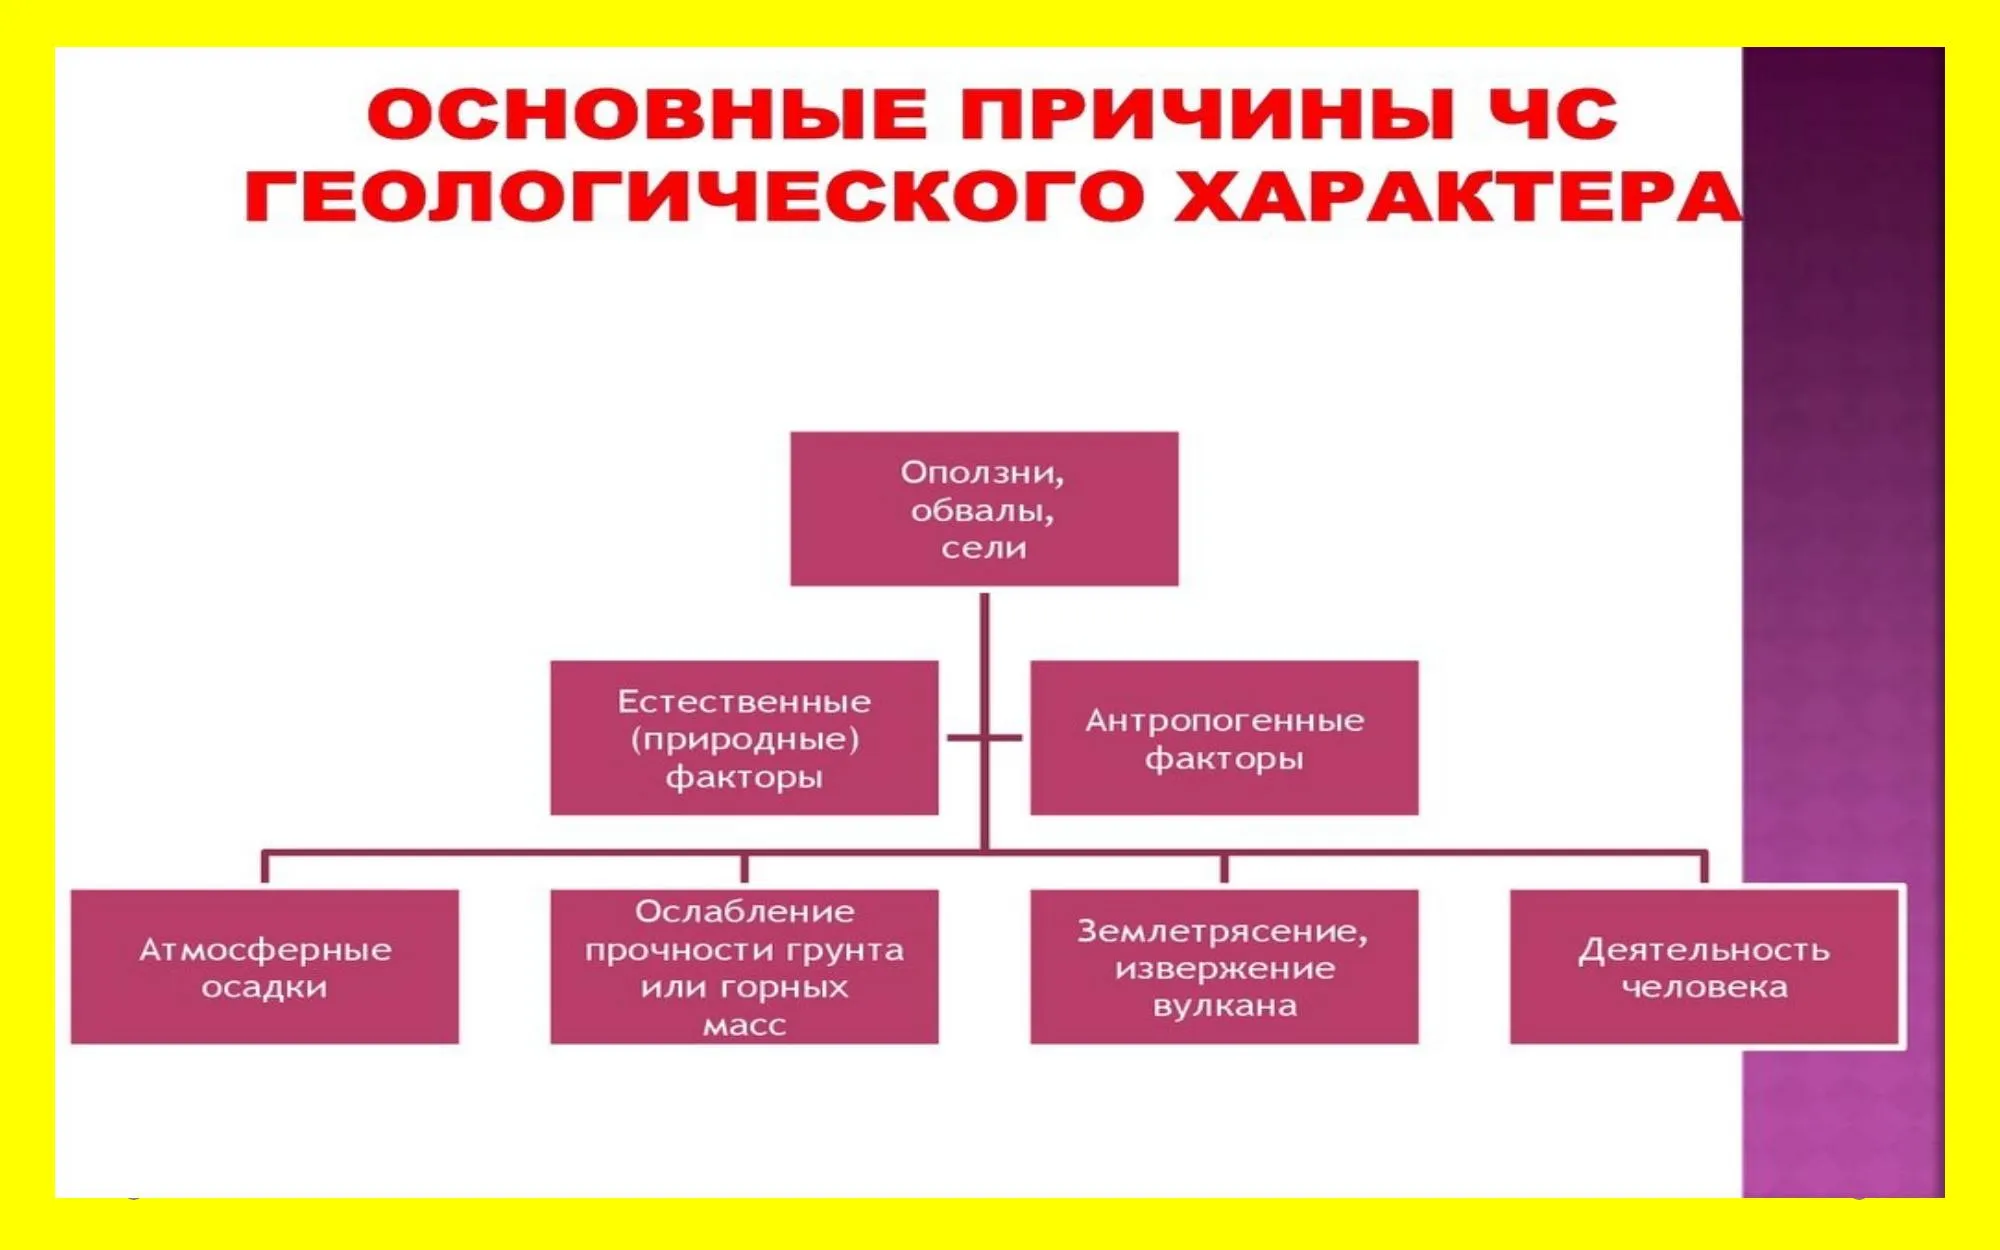 ОСНОВНЫЕ ПРИЧИНЫ ЧС
ГЕОЛОГИЧЕСКОГО ХАРАКТЕРА
Оползни,
обвалы,
сели
Естественные
(природные)
факторы
Антропогенные
факторы
Атмосферные
осадки
Ослабление
прочности грунта
или горных
масс
Землетрясение,
извержение
вулкана
Деятельность
человека